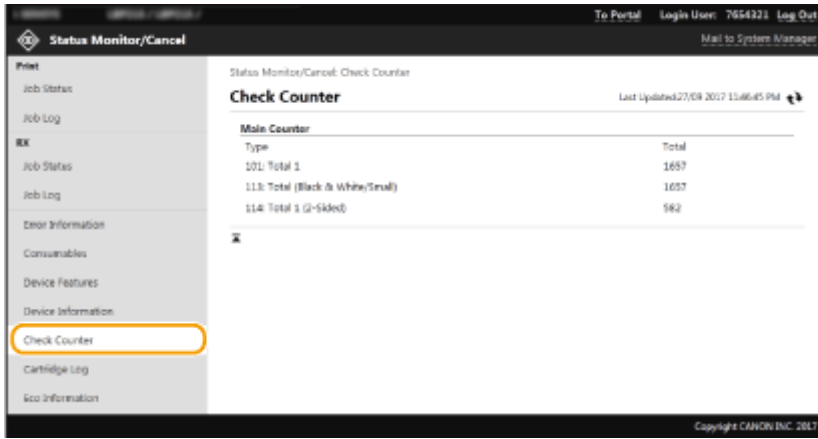 To Portal Login User: 7654321 Log Out
Status Monitor/Cancel
Mail to System Manager
Print
Job Status
Job Log
RX
Job Status
Job Log
Error Information
Consumables
Device Features
Device Information
Check Counter
Cartridge Log
Eco Information
Status Monitor/Cancel: Check Counter
Check Counter
Last Updated:27/09 2017 11:46:45 PM
Main Counter
Type Total
101: Total 1 1657
113: Total (Black & White/Small) 1657
114: Total 1 (2-Sided) 582
Copyright CANON INC. 2017